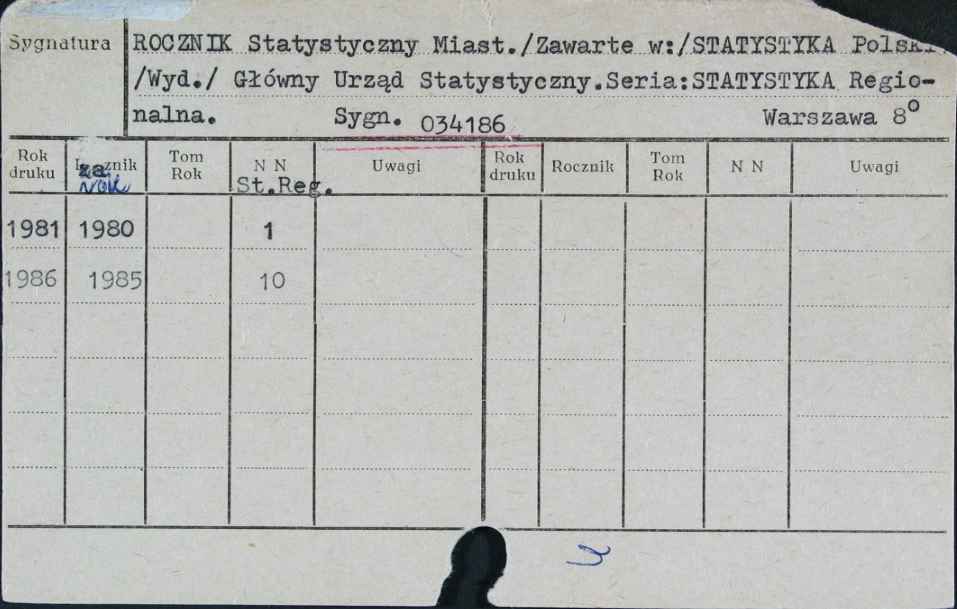 Sygnatura
ROCZNIK Statystyczny Miast./Zawarte w:/STATYSTYKA Polski.
/Wyd./ Główny Urząd Statystyczny.Seria:STATYSTYKA Regio-
nalna. Sygn. 034186 Warszawa 8°
Rok druku za rok Tom Rok N N St.Reg. Uwagi Rok druku Rocznik Tom Rok N N Uwagi
1981 1980 1
1986 1985 10